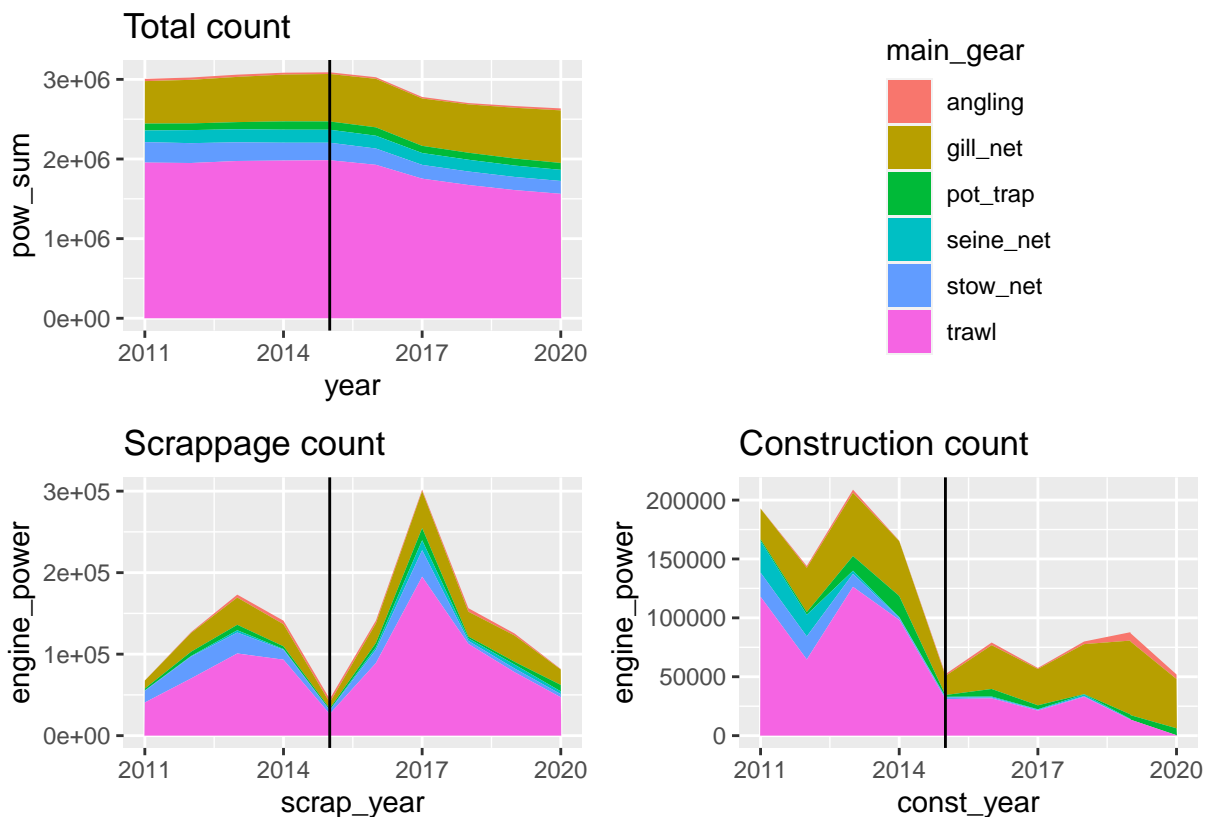 Total count
pow_sum
3e+06
2e+06
1e+06
0e+00
2011 2014 2017 2020
year
main_gear
angling
gill_net
pot_trap
seine_net
stow_net
trawl
Scrappage count
engine_power
3e+05
2e+05
1e+05
0e+00
2011 2014 2017 2020
scrap_year
Construction count
engine_power
200000
150000
100000
50000
0
2011 2014 2017 2020
const_year